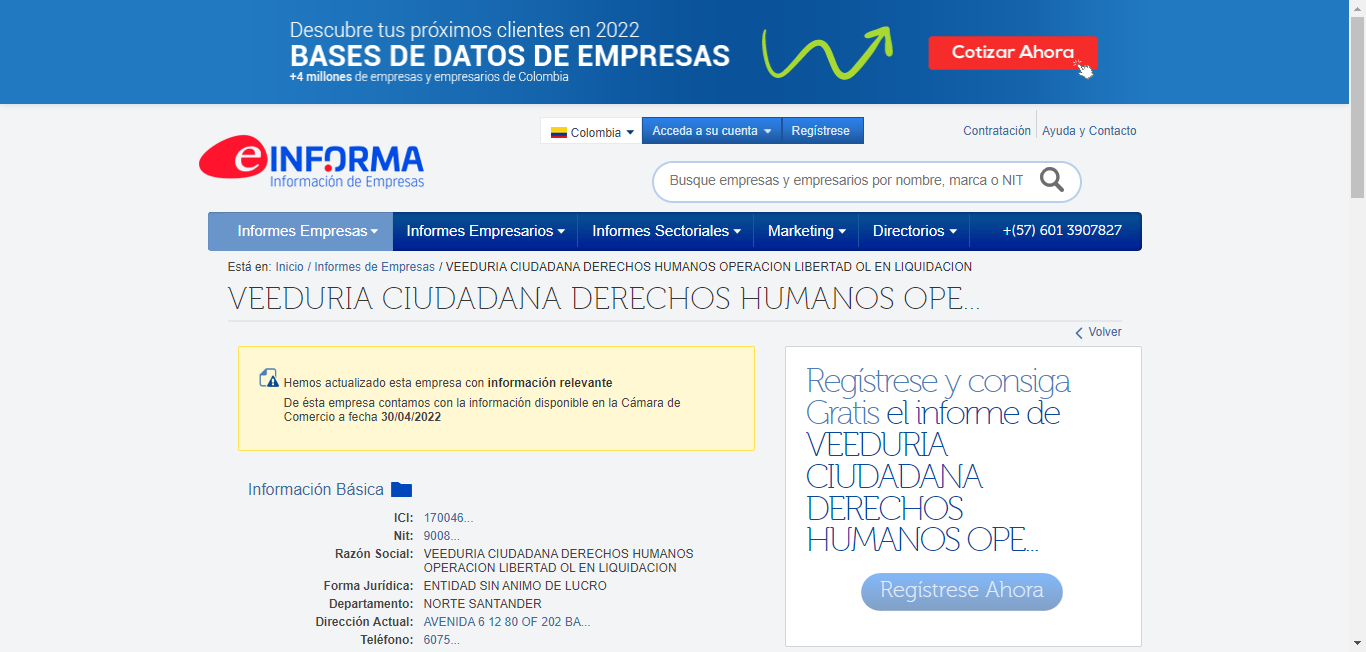 Descubre tus próximos clientes en 2022
BASES DE DATOS DE EMPRESAS
+4 millones de empresas y empresarios de Colombia
Cotizar Ahora
Colombia
Acceda a su cuenta
Regístrese
Contratación
Ayuda y Contacto
eINFORMA
Información de Empresas
Busque empresas y empresarios por nombre, marca o NIT
Informes Empresas
Informes Empresarios
Informes Sectoriales
Marketing
Directorios
+(57) 601 3907827
Está en: Inicio / Informes de Empresas / VEEDURIA CIUDADANA DERECHOS HUMANOS OPERACION LIBERTAD OL EN LIQUIDACION
VEEDURIA CIUDADANA DERECHOS HUMANOS OPE...
Volver
Hemos actualizado esta empresa con información relevante
De ésta empresa contamos con la información disponible en la Cámara de
Comercio a fecha 30/04/2022
Información Básica
ICI: 170046...
Nit: 9008...
Razón Social: VEEDURIA CIUDADANA DERECHOS HUMANOS
OPERACION LIBERTAD OL EN LIQUIDACION
Forma Jurídica: ENTIDAD SIN ANIMO DE LUCRO
Departamento: NORTE SANTANDER
Dirección Actual: AVENIDA 6 12 80 OF 202 BA...
Teléfono: 6075...
Regístrese y consiga
Gratis el informe de
VEEDURIA
CIUDADANA
DERECHOS
HUMANOS OPE...
Regístrese Ahora